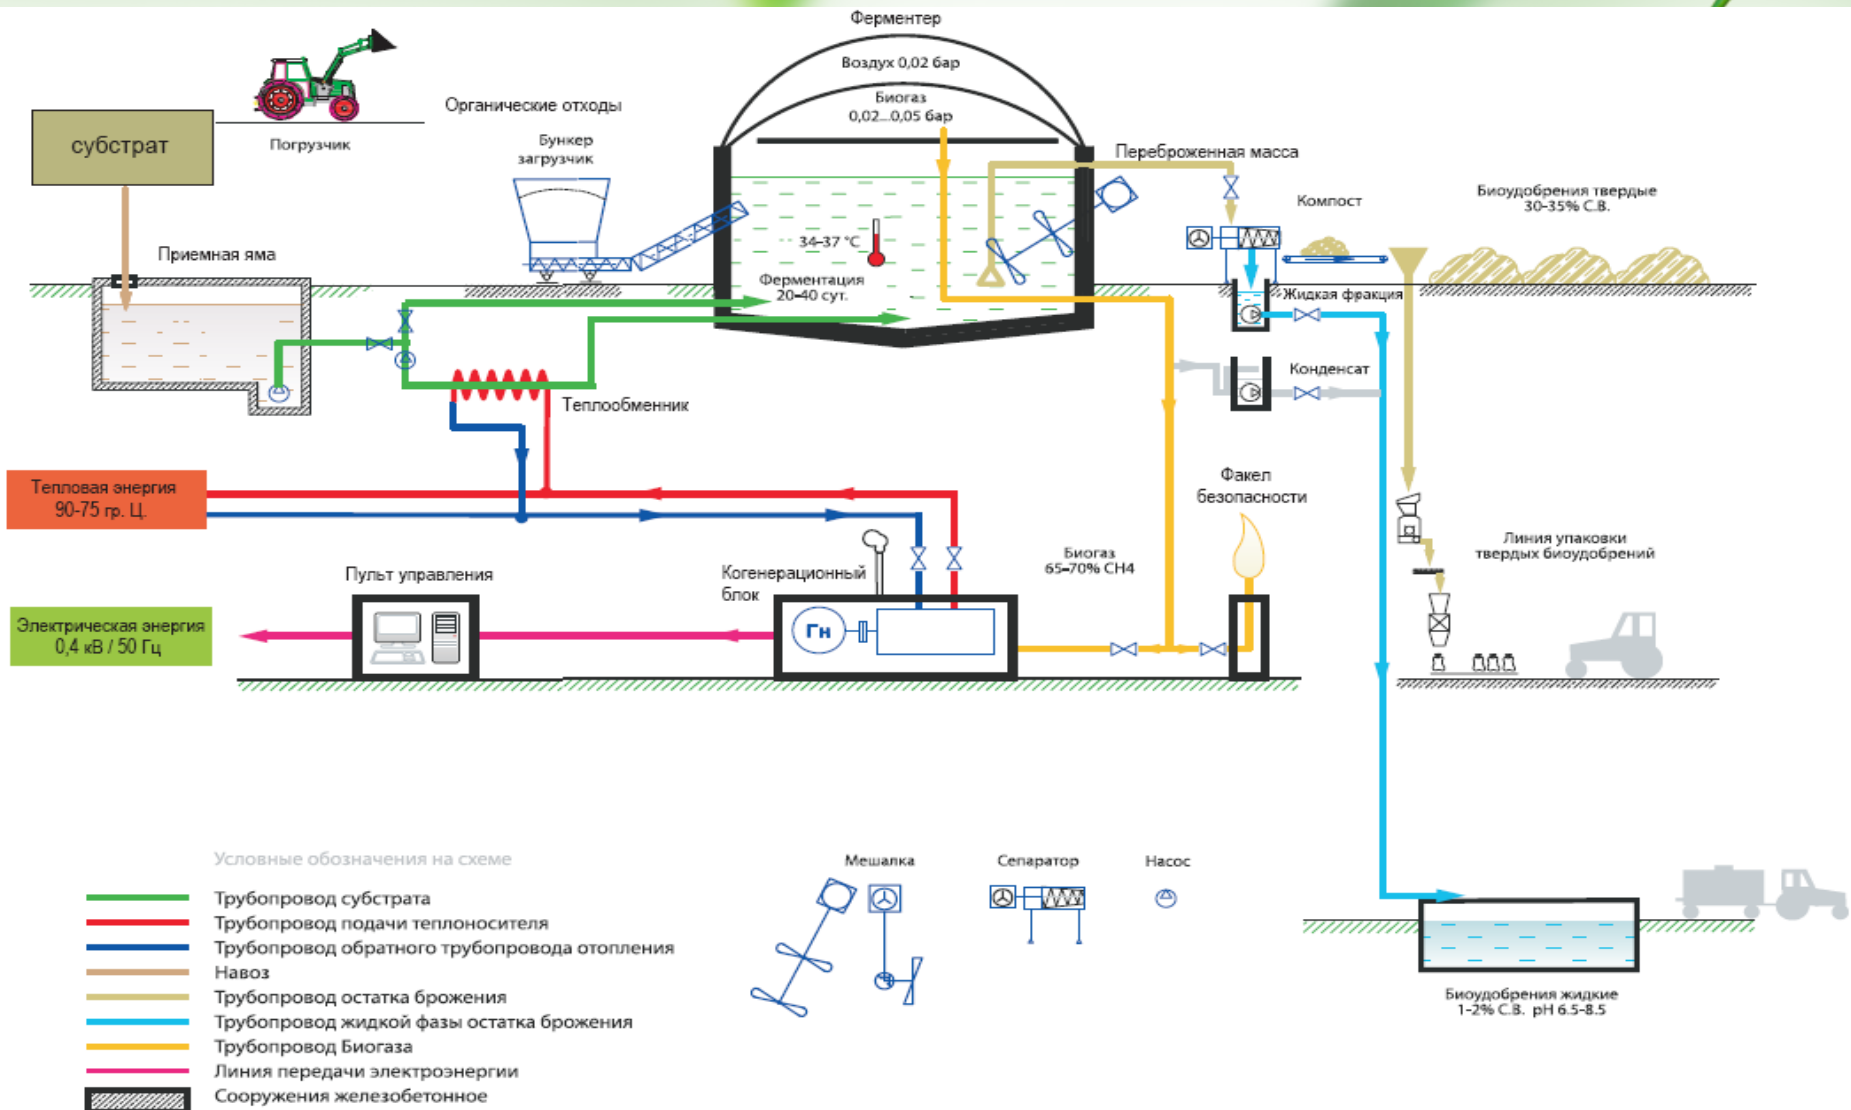 Ферментер
Воздух 0,02 бар
Биогаз
0,02...0,05 бар
Органические отходы
субстрат
Погрузчик
Бункер
загрузчик
Переброженная масса
Компост
Биоудобрения твердые
30-35% С.В.
Приемная яма
34-37 °C
Ферментация
20-40 сут.
Жидкая фракция
Конденсат
Теплообменник
Тепловая энергия
90-75 гр. Ц.
Факел
безопасности
Линия упаковки
твердых биоудобрений
Биогаз
65-70% CH4
Пульт управления
Когенерационный
блок
Гн
Электрическая энергия
0,4 кВ / 50 Гц
Условные обозначения на схеме
Трубопровод субстрата
Трубопровод подачи теплоносителя
Трубопровод обратного трубопровода отопления
Навоз
Трубопровод остатка брожения
Трубопровод жидкой фазы остатка брожения
Трубопровод Биогаза
Линия передачи электроэнергии
Сооружения железобетонное
Мешалка
Сепаратор
Насос
Биоудобрения жидкие
1-2% С.В. pH 6.5-8.5